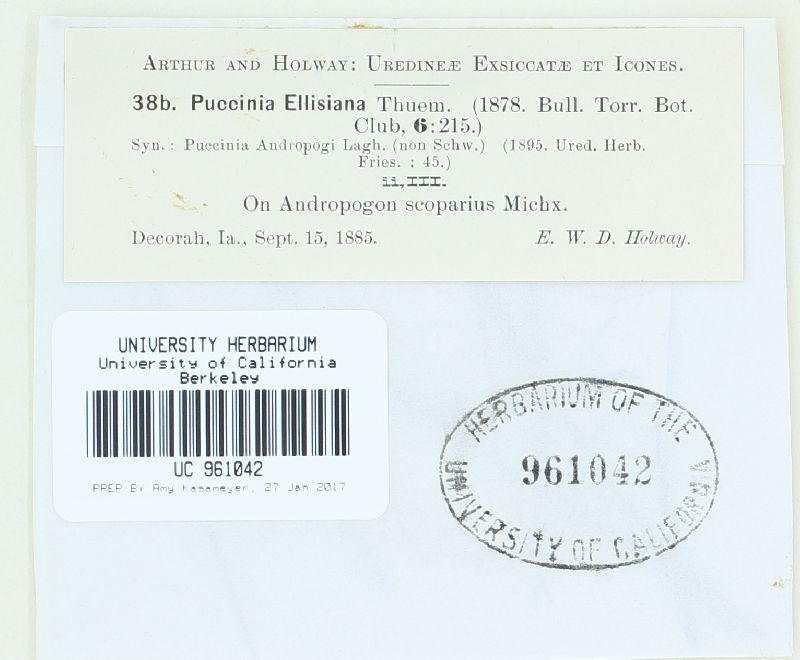 ARTHUR AND HOLWAY: UREDINEÆ EXSICCATÆ ET ICONES.
38b. Puccinia Ellisiana Thuem. (1878. Bull. Torr. Bot.
Club, 6:215.)
Syn.: Puccinia Andropogi Lagh. (non Schw.) (1895. Ured. Herb.
Fries. : 45.)
ii, III.
On Andropogon scoparius Michx.
Decorah, Ia., Sept. 15, 1885. E. W. D. Holway.
UNIVERSITY HERBARIUM
University of California
Berkeley
UC 961042
PREP BY Amy Kasameyer, 27 Jan 2017
HERBARIUM OF THE
961042
UNIVERSITY OF CALIFORNIA